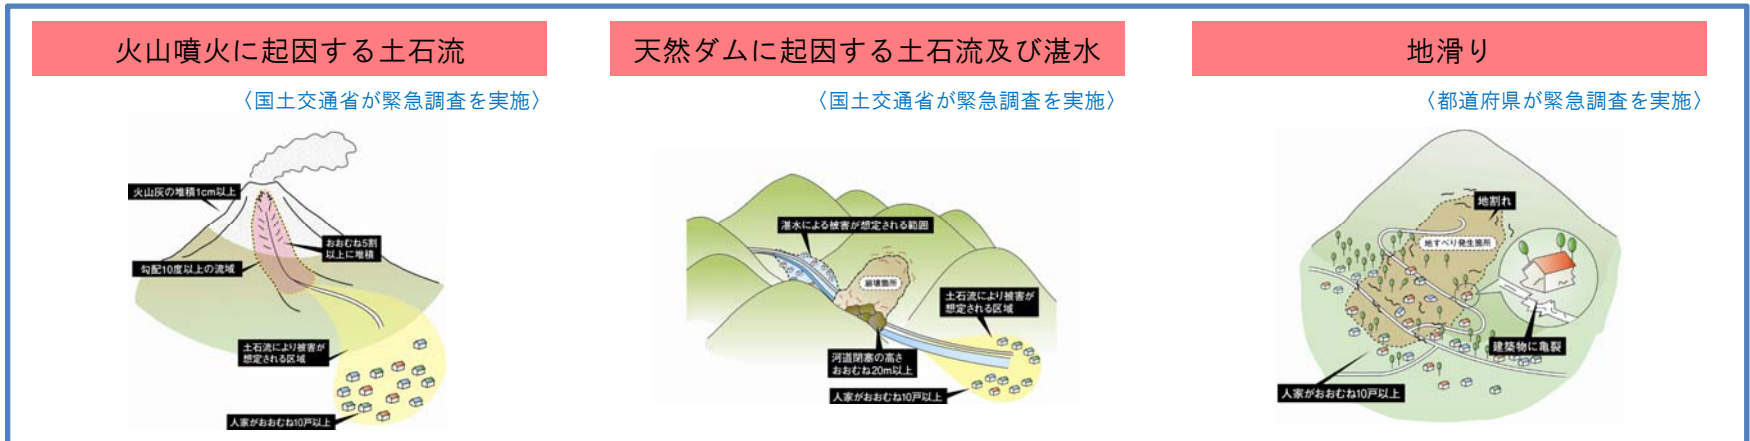 火山噴火に起因する土石流
〈国土交通省が緊急調査を実施〉
火山灰の堆積1cm以上
おおむね5割
以上に堆積
勾配10度以上の流域
土石流により被害が
想定される区域
人家がおおむね10戸以上
天然ダムに起因する土石流及び湛水
〈国土交通省が緊急調査を実施〉
湛水による被害が想定される範囲
崩壊箇所
土石流により被害が
想定される区域
河道閉塞の高さ
おおむね20m以上
人家がおおむね10戸以上
地滑り
〈都道府県が緊急調査を実施〉
地割れ
地すべり発生箇所
建築物に亀裂
人家がおおむね10戸以上